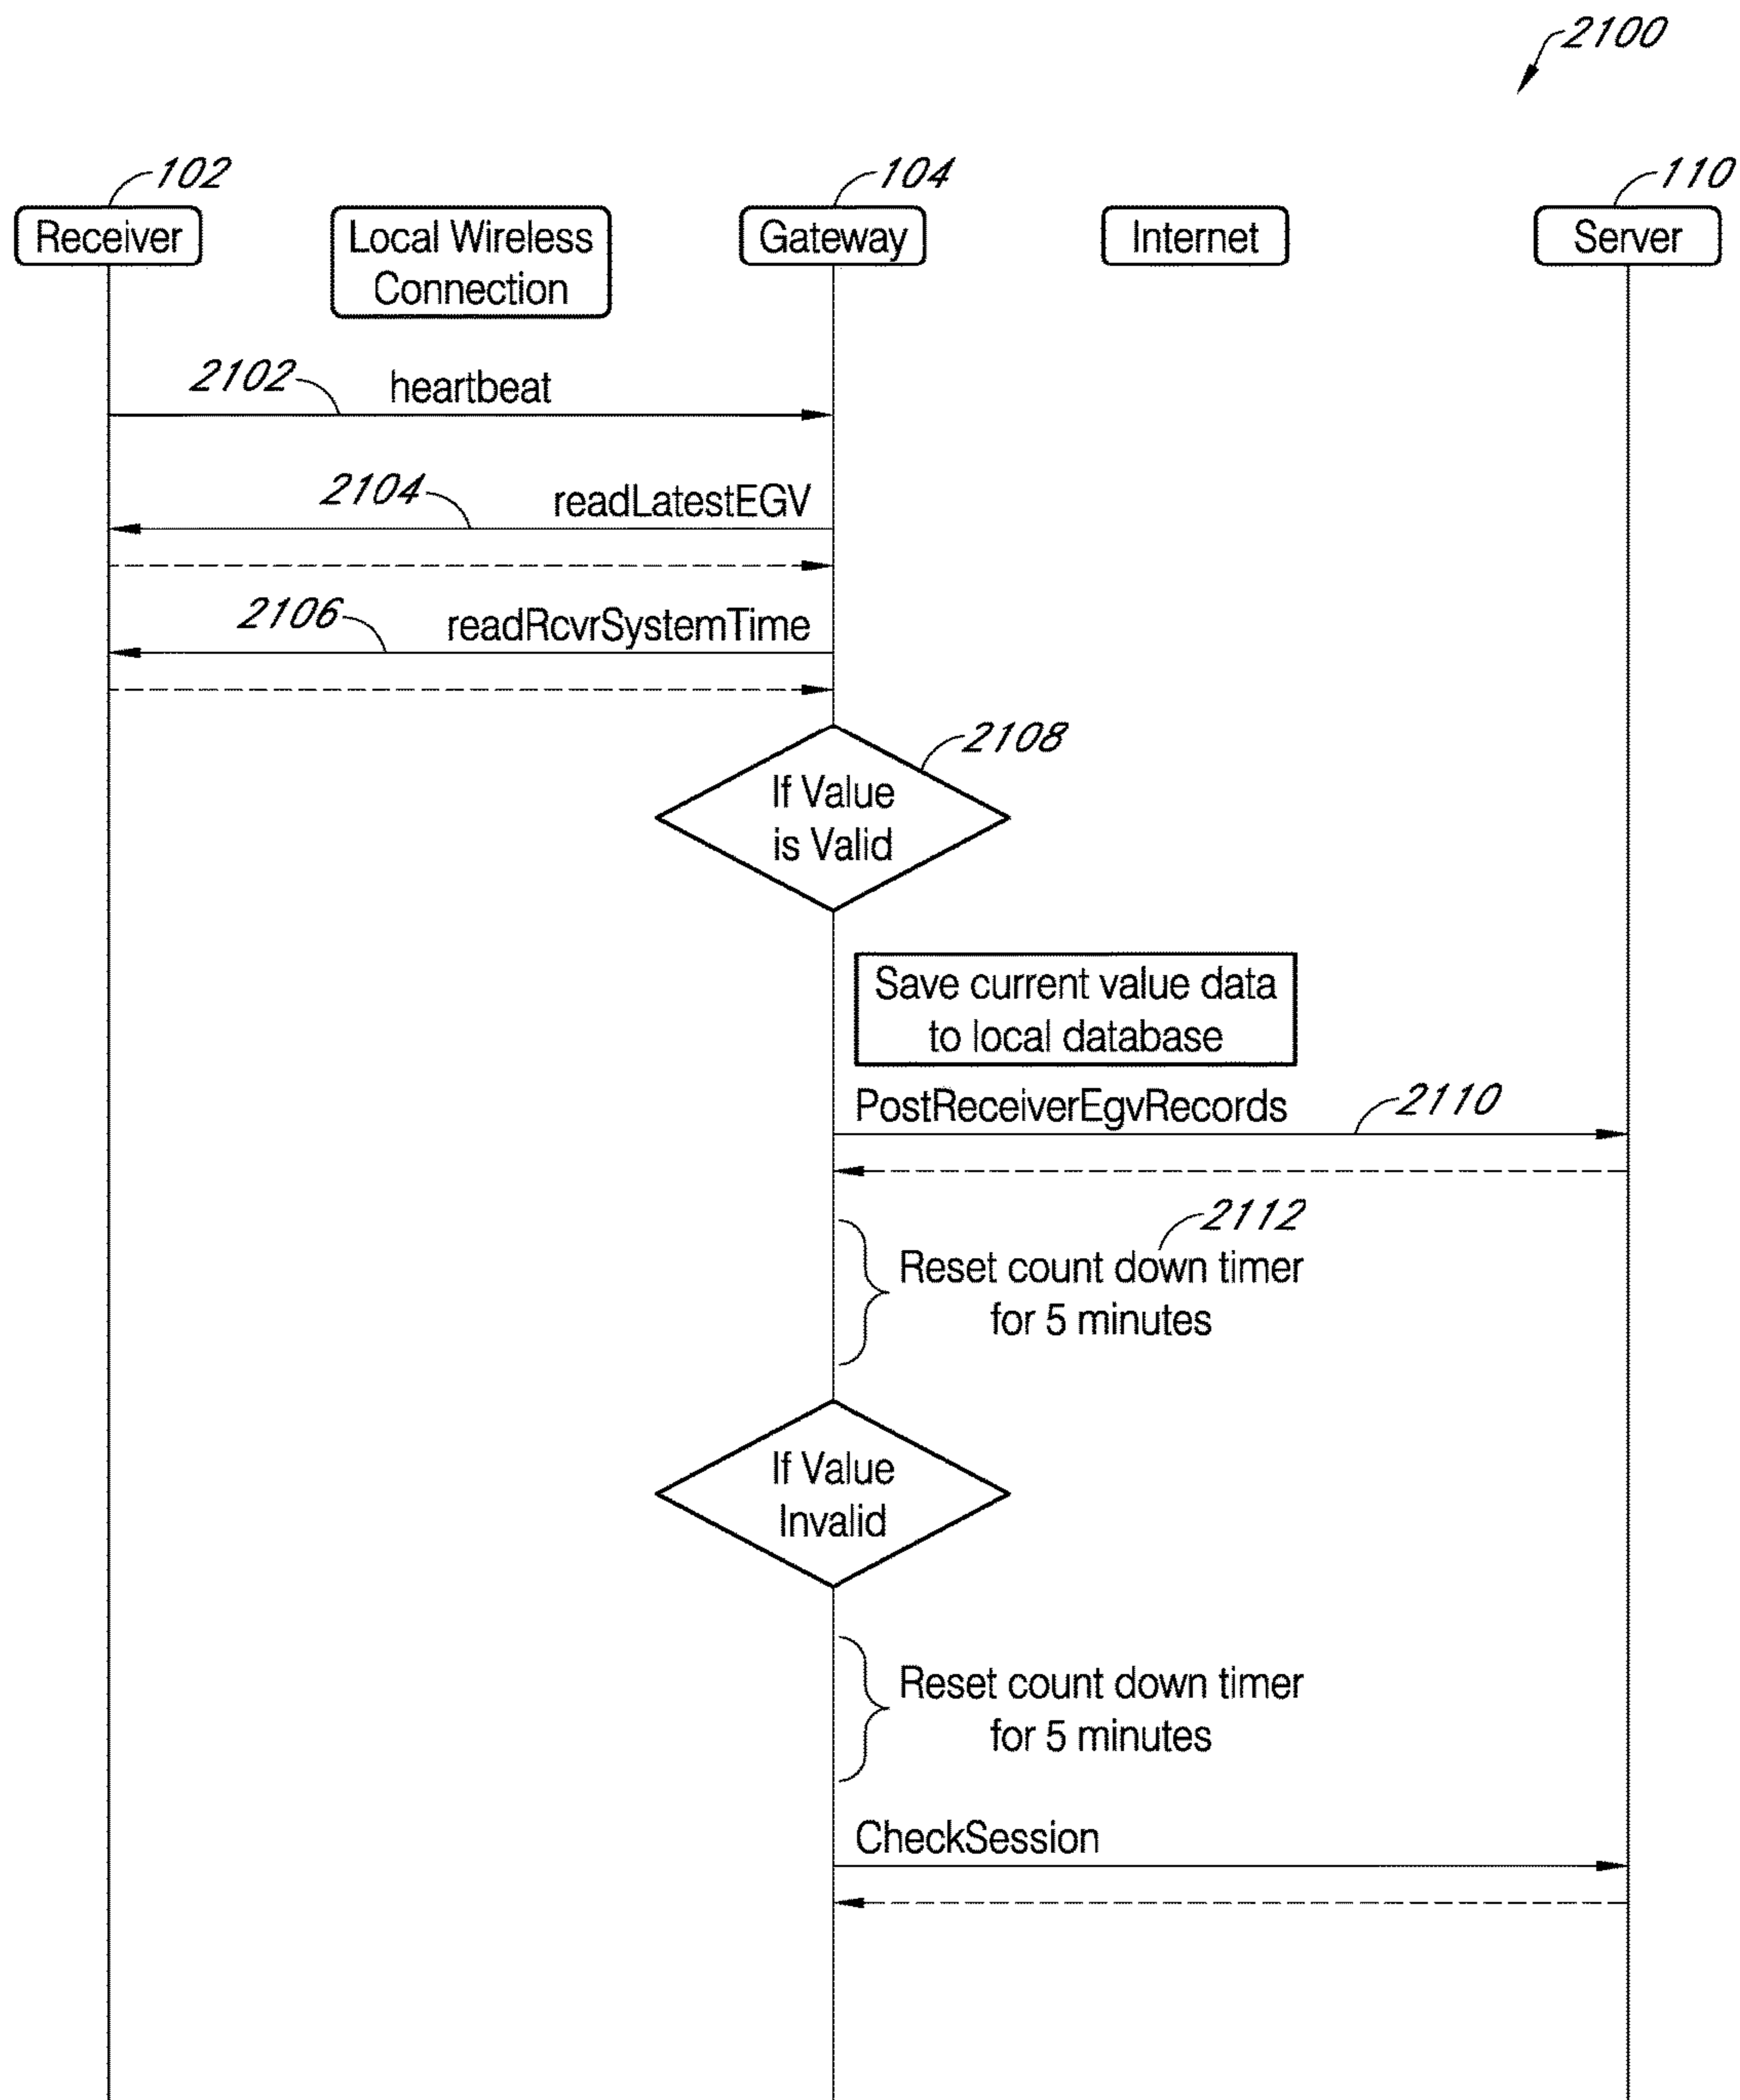 2100
102
104
110
Receiver
Local Wireless
Connection
Gateway
Internet
Server
2102
heartbeat
2104
readLatestEGV
2106
readRcvrSystemTime
2108
If Value
is Valid
Save current value data
to local database
PostReceiverEgvRecords
2110
2112
Reset count down timer
for 5 minutes
If Value
Invalid
Reset count down timer
for 5 minutes
CheckSession